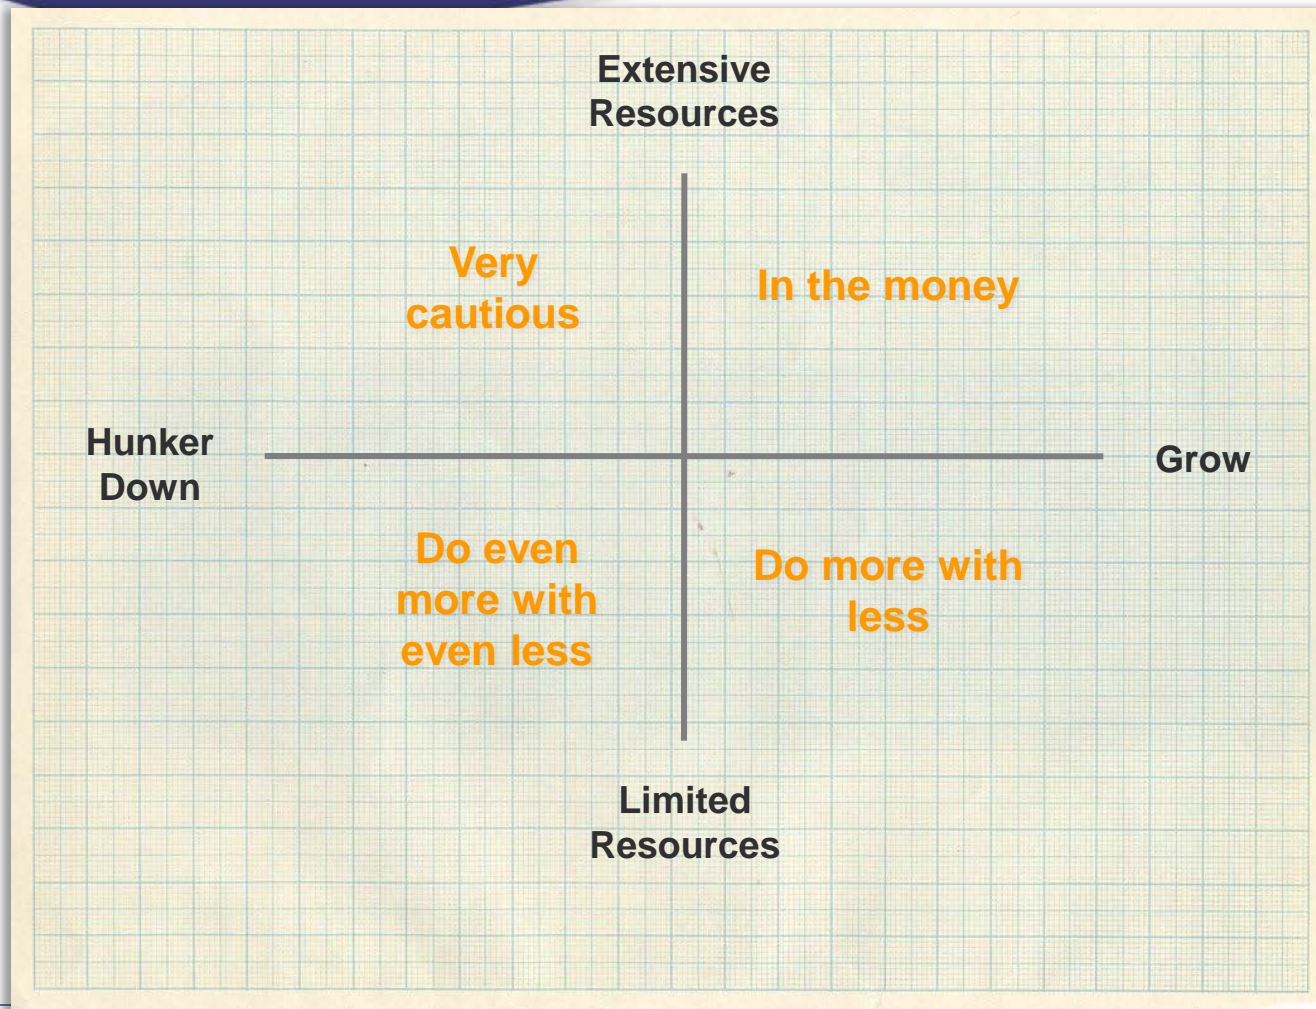 Extensive
Resources
Very
cautious
In the money
Hunker
Down
Grow
Do even
more with
even less
Do more with
less
Limited
Resources